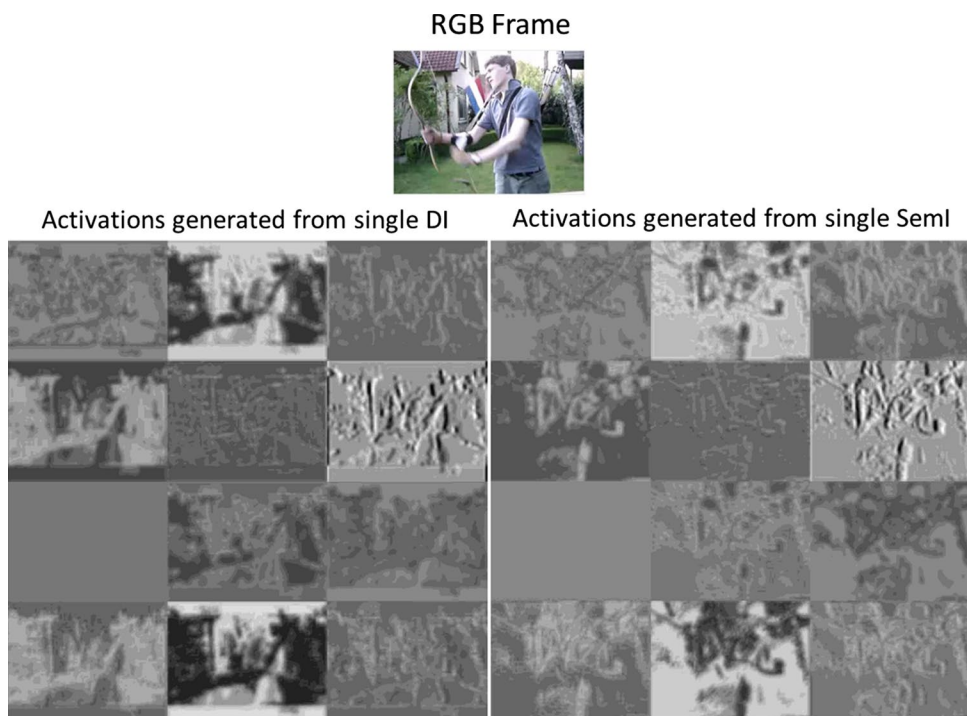 RGB Frame
Activations generated from single DI
Activations generated from single SemI